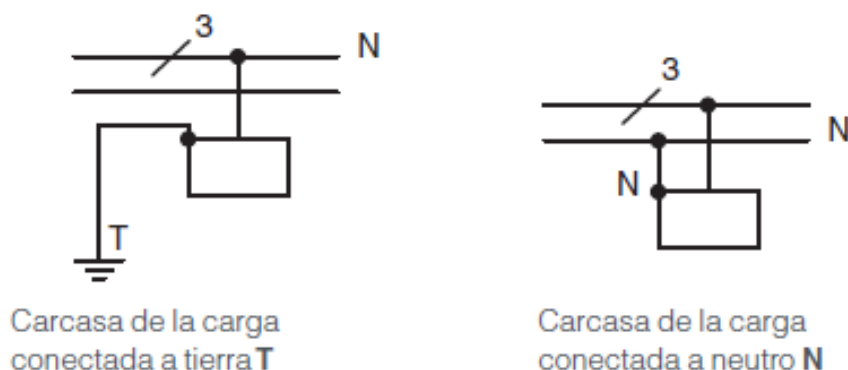 3
N
T
Carcasa de la carga
conectada a tierra T
3
N
N
Carcasa de la carga
conectada a neutro N